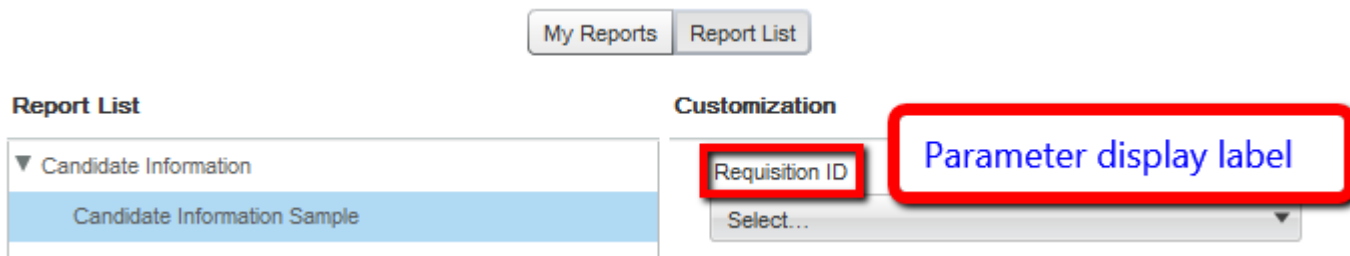 My Reports Report List
Report List
Customization
▼ Candidate Information
Candidate Information Sample
Requisition ID
Parameter display label
Select...